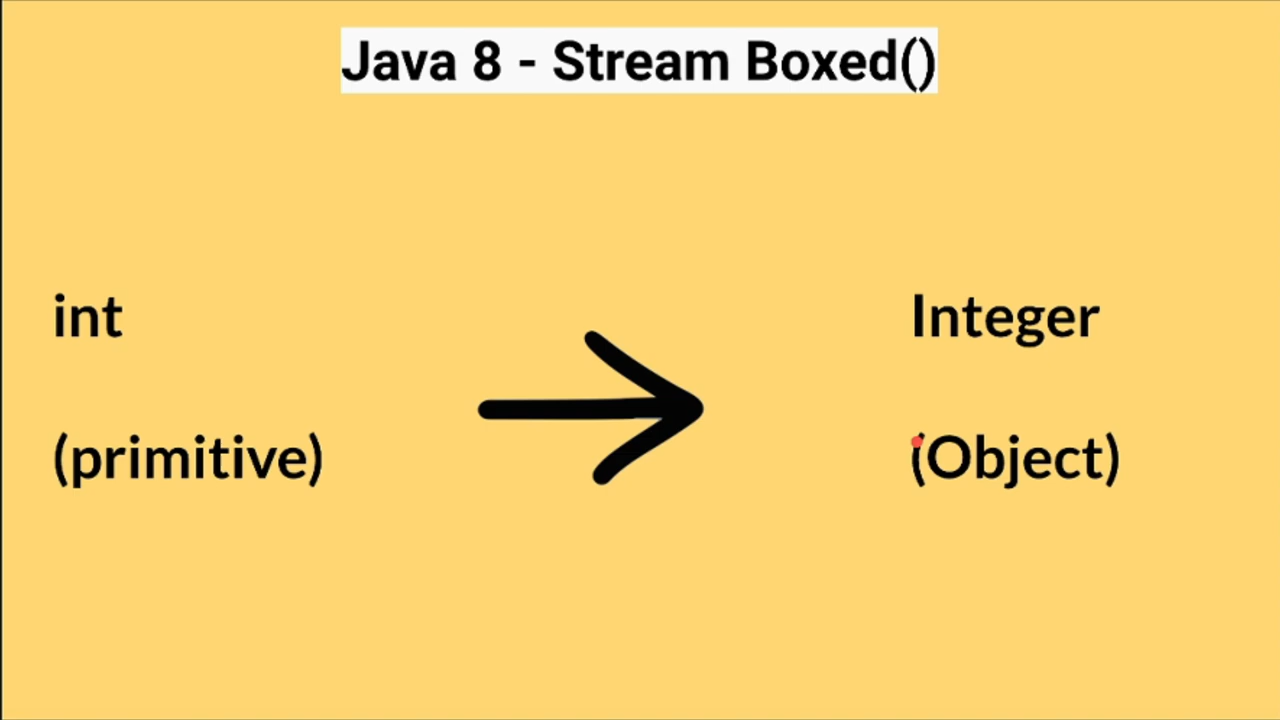 Java 8 - Stream Boxed()
int
Integer
(primitive)
(Object)